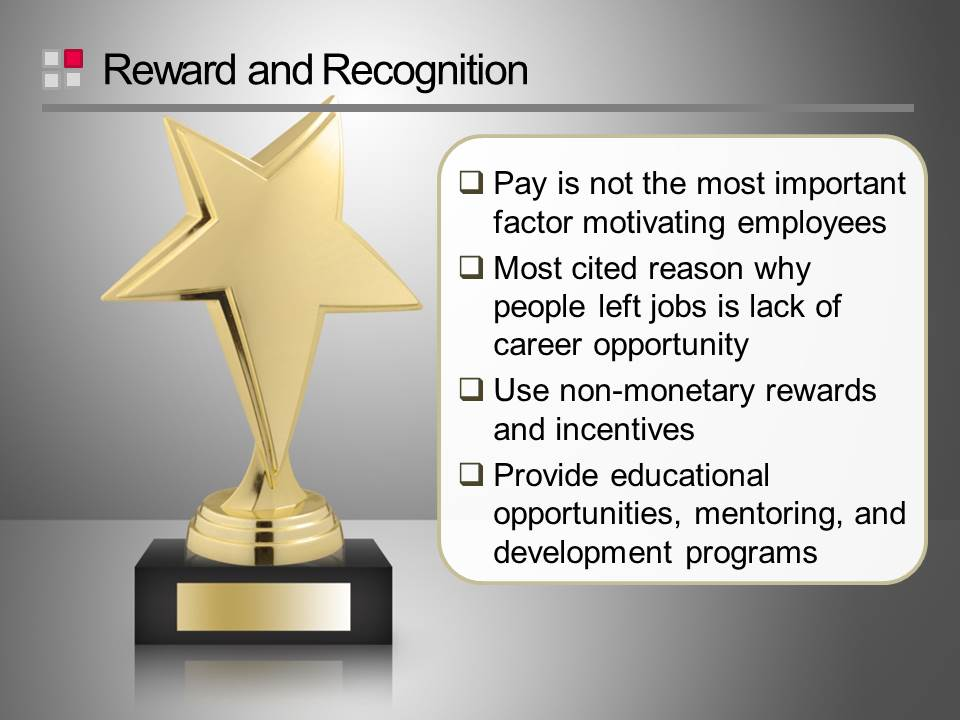 Reward and Recognition
Pay is not the most important
factor motivating employees
Most cited reason why
people left jobs is lack of
career opportunity
Use non-monetary rewards
and incentives
Provide educational
opportunities, mentoring, and
development programs